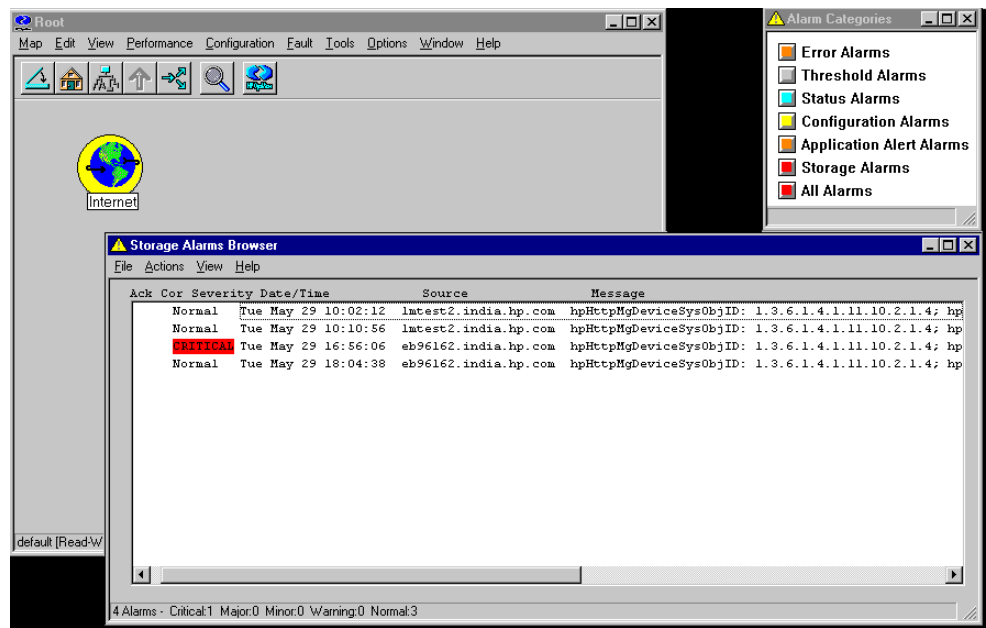 Root
Map Edit View Performance Configuration Fault Tools Options Window Help
Internet
default [Read-W
Alarm Categories
Error Alarms
Threshold Alarms
Status Alarms
Configuration Alarms
Application Alert Alarms
Storage Alarms
All Alarms
Storage Alarms Browser
File Actions View Help
Ack Cor Severity Date/Time Source Message
Normal Tue May 29 10:02:12 lmtest2.india.hp.com hpHttpMgDeviceSysObjID: 1.3.6.1.4.1.11.10.2.1.4; hp
Normal Tue May 29 10:10:56 lmtest2.india.hp.com hpHttpMgDeviceSysObjID: 1.3.6.1.4.1.11.10.2.1.4; hp
CRITICAL Tue May 29 16:56:06 eb96162.india.hp.com hpHttpMgDeviceSysObjID: 1.3.6.1.4.1.11.10.2.1.4; hp
Normal Tue May 29 18:04:38 eb96162.india.hp.com hpHttpMgDeviceSysObjID: 1.3.6.1.4.1.11.10.2.1.4; hp
4 Alarms - Critical:1 Major:0 Minor:0 Warning:0 Normal:3